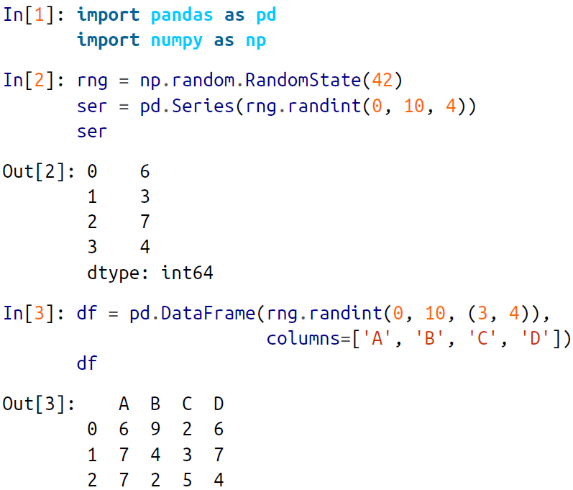 In[1]: import pandas as pd
       import numpy as np
In[2]: rng = np.random.RandomState(42)
       ser = pd.Series(rng.randint(0, 10, 4))
       ser
Out[2]: 0    6
        1    3
        2    7
        3    4
        dtype: int64
In[3]: df = pd.DataFrame(rng.randint(0, 10, (3, 4)),
                         columns=['A', 'B', 'C', 'D'])
       df
Out[3]:    A  B  C  D
        0  6  9  2  6
        1  7  4  3  7
        2  7  2  5  4